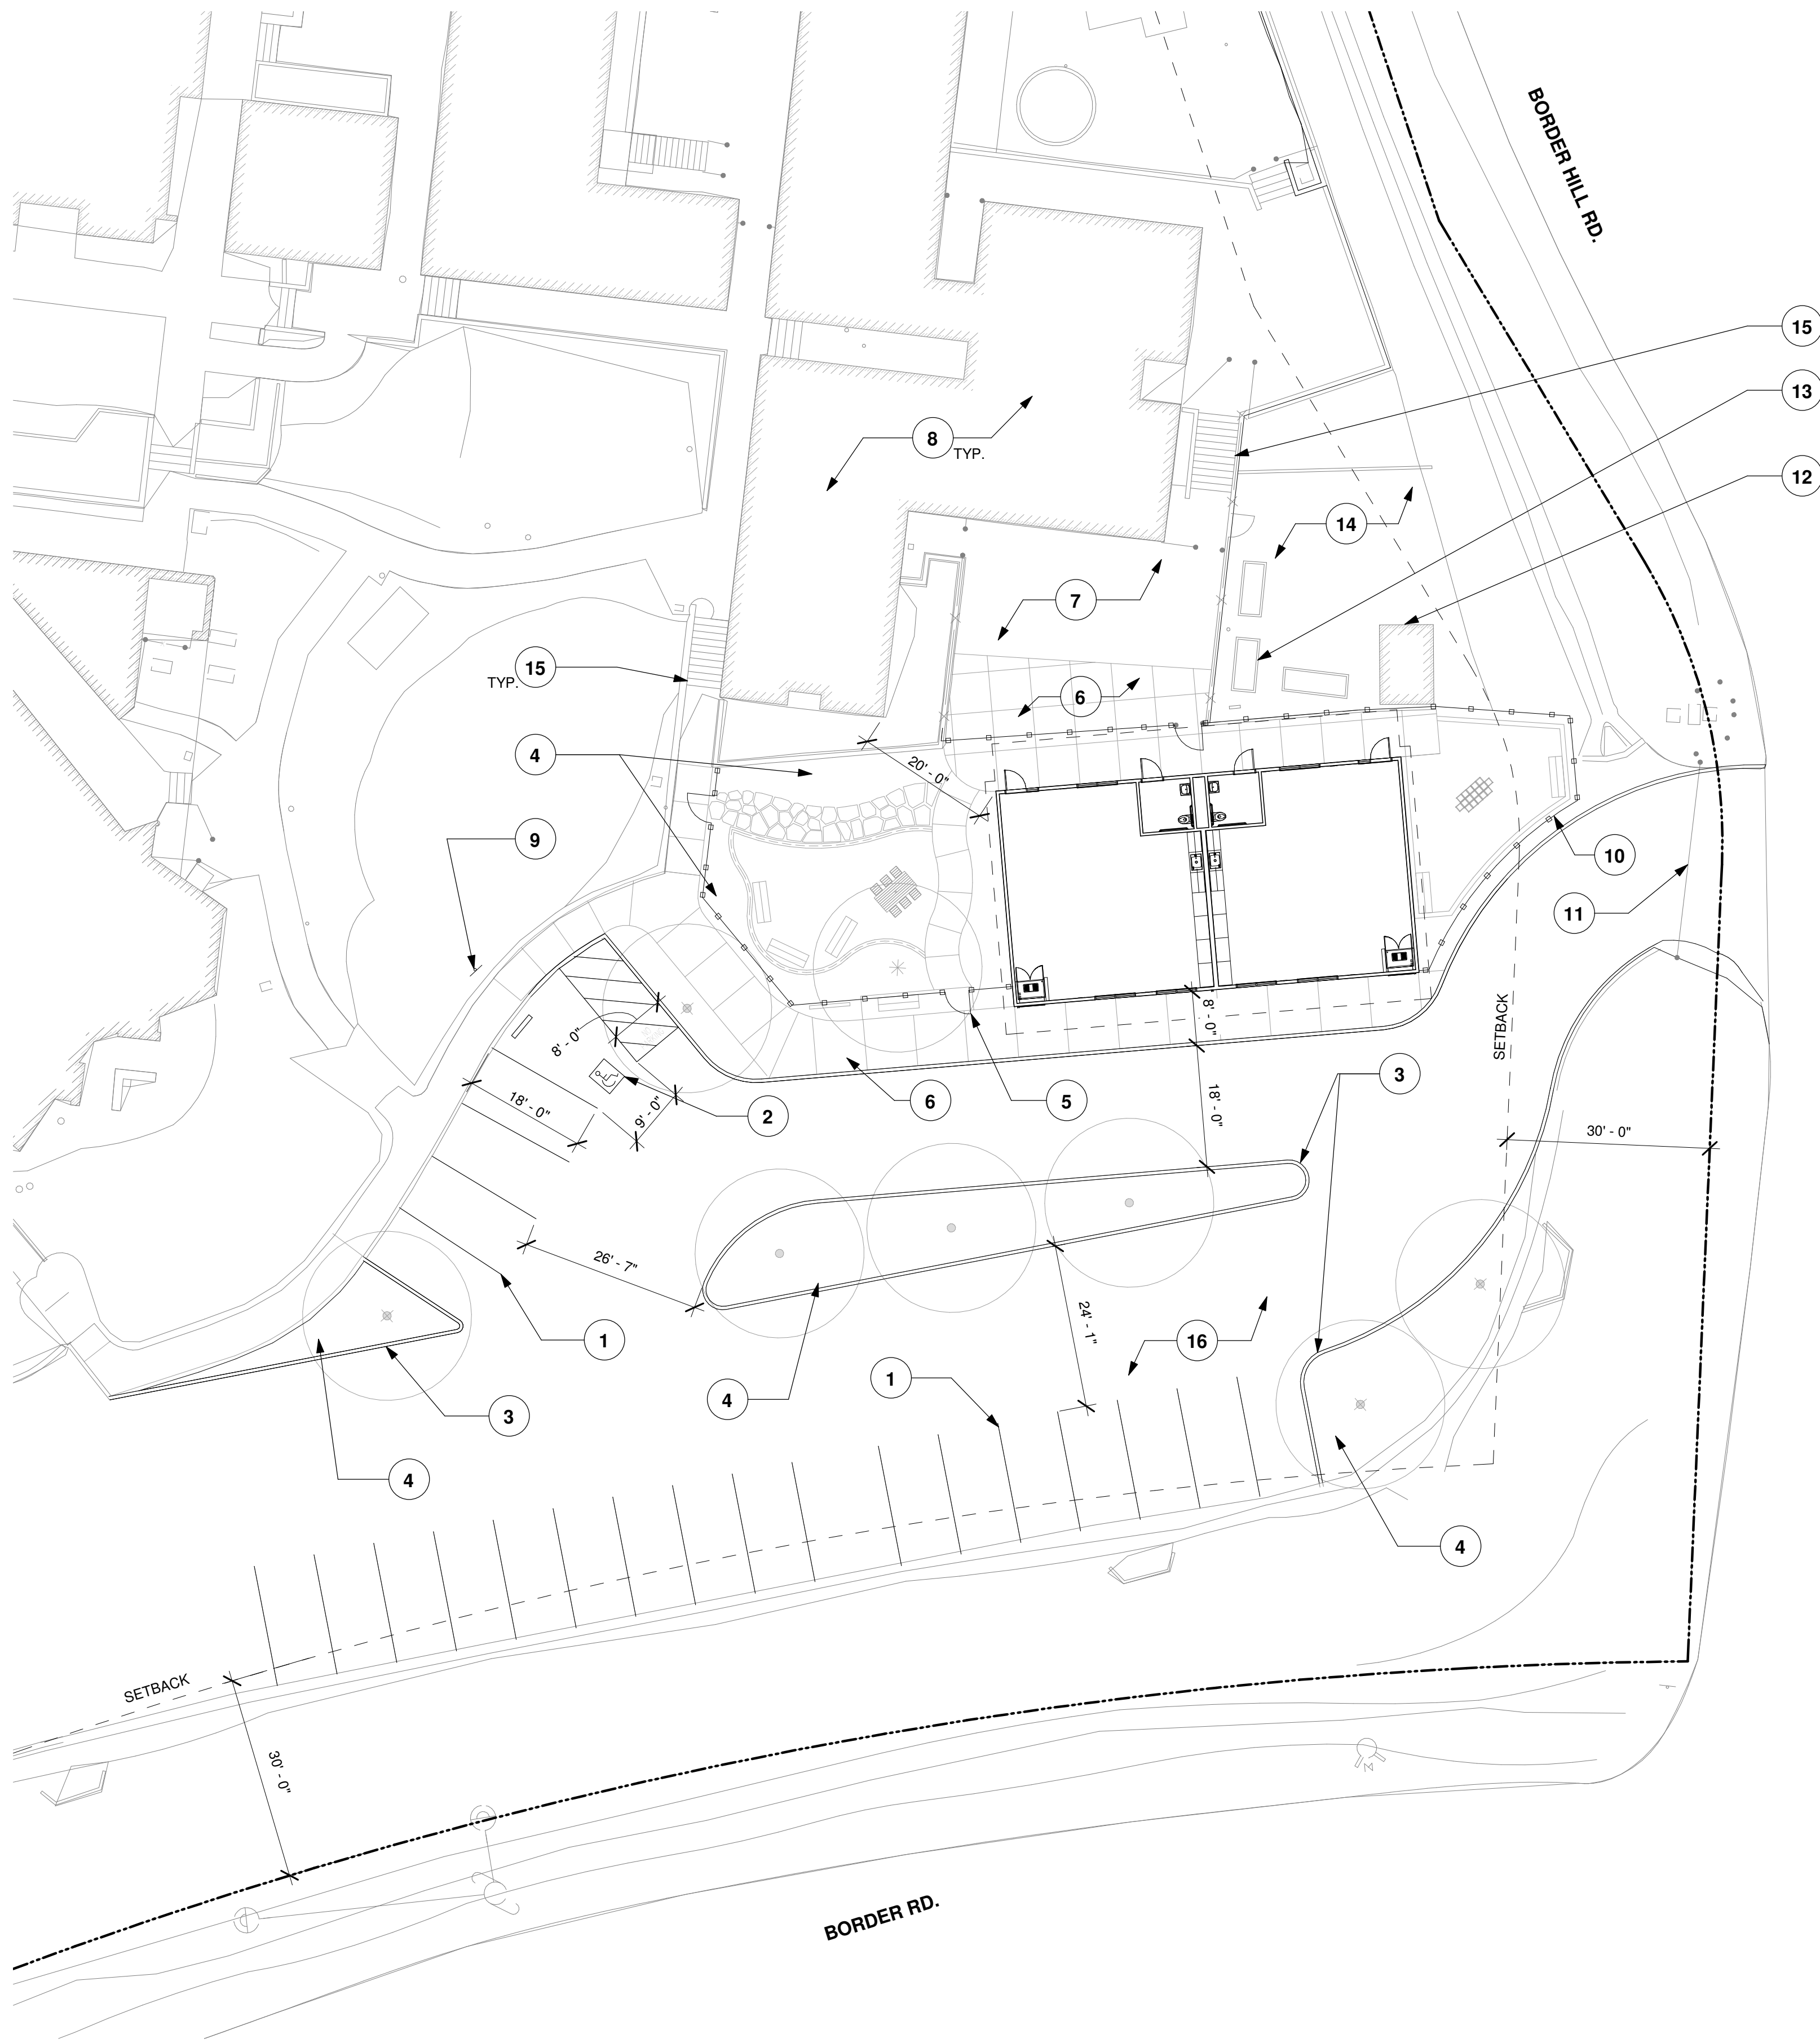 BORDER HILL RD.
15
13
8
TYP.
12
14
7
15
TYP.
6
4
20' - 0"
9
10
11
8' - 0"
SETBACK
8' - 0"
3
18' - 0"
9' - 0"
2
6
5
18' - 0"
30' - 0"
26' - 7"
24' - 1"
1
16
1
4
3
4
4
SETBACK
30' - 0"
BORDER RD.